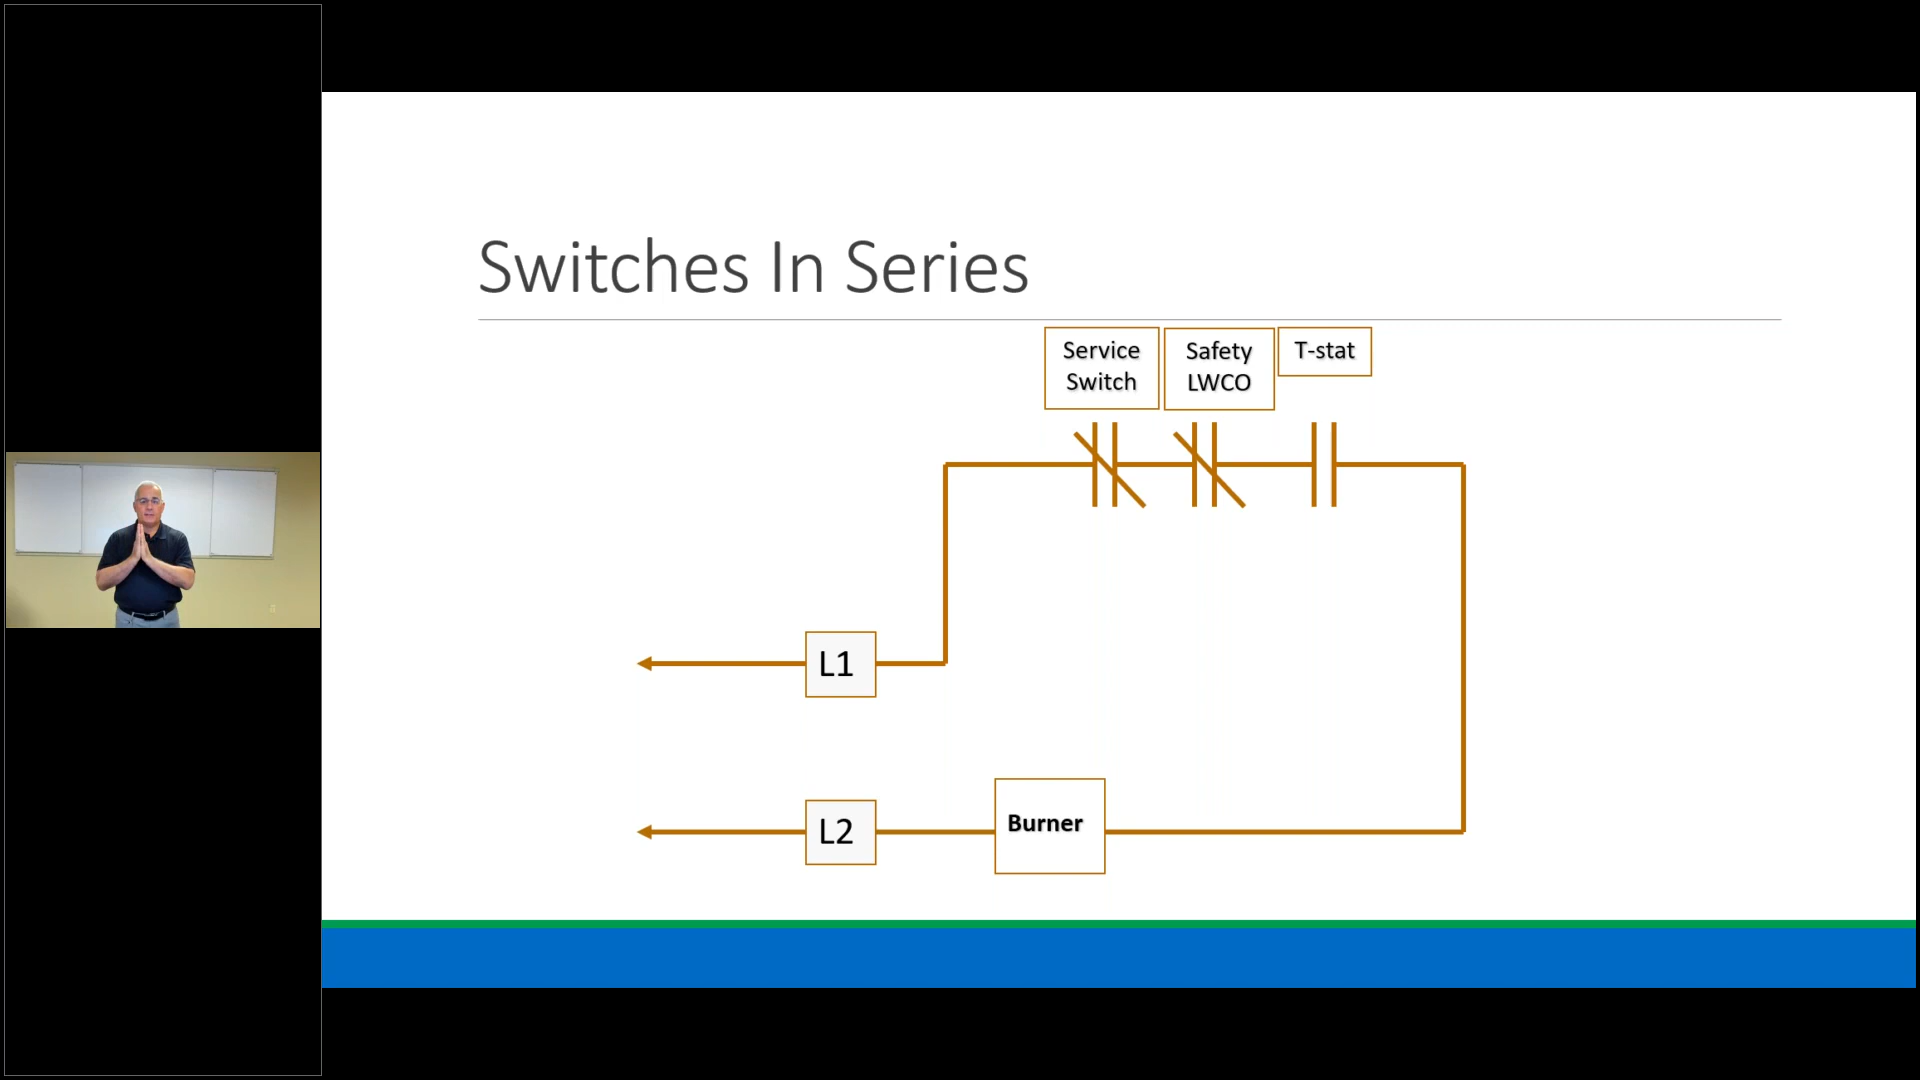 Switches In Series
Service
Switch
Safety
LWCO
T-stat
L1
L2
Burner